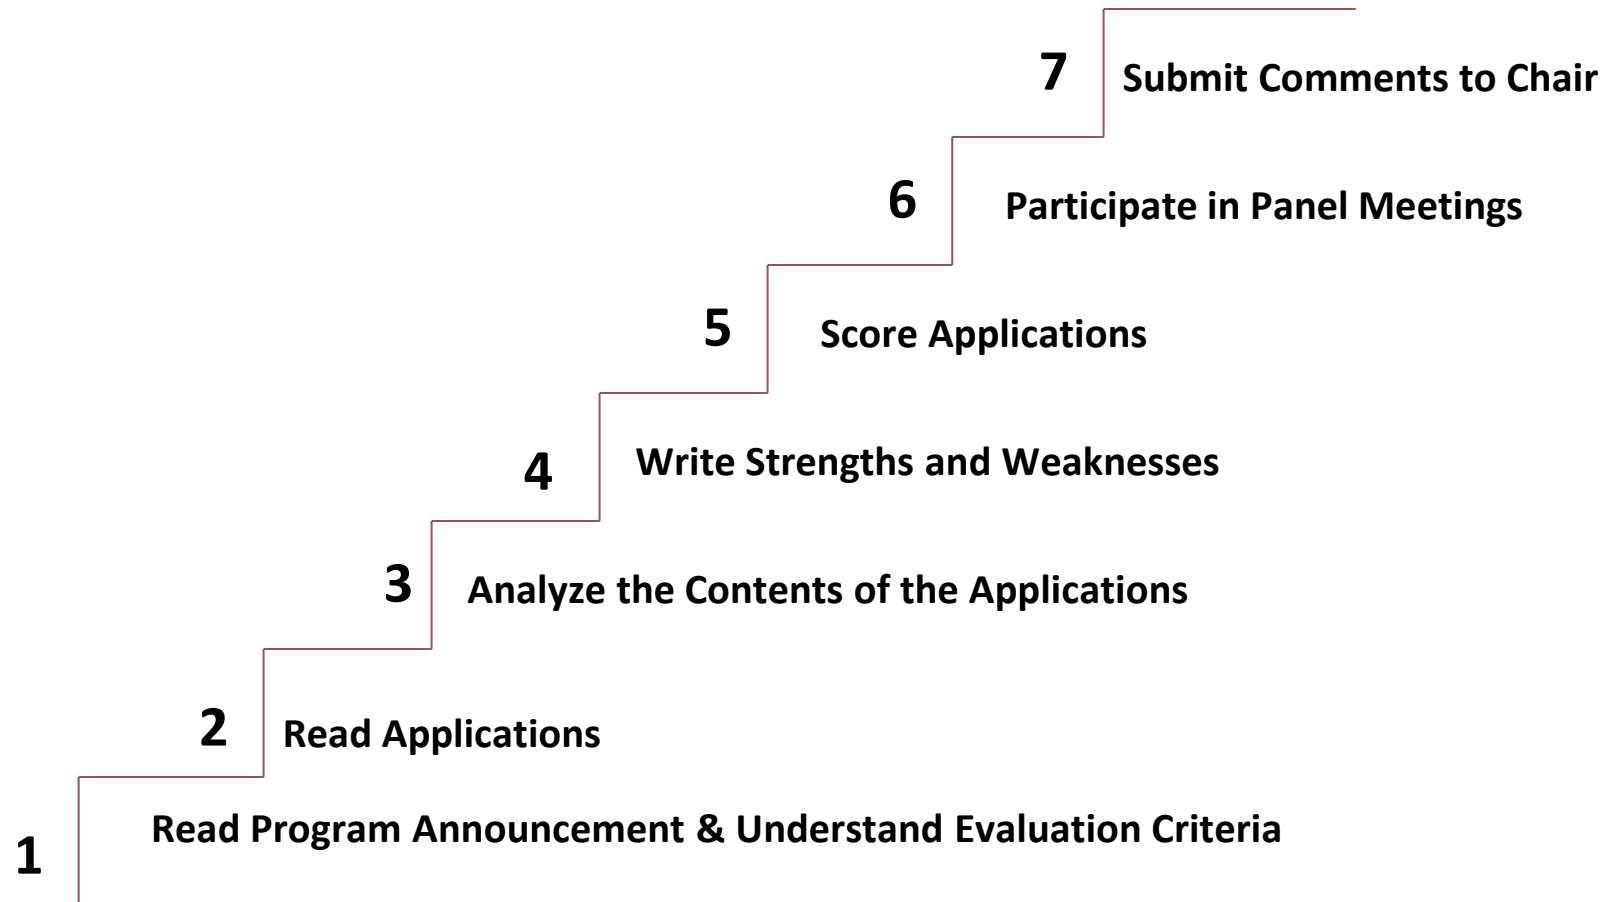 7 Submit Comments to Chair
6 Participate in Panel Meetings
5 Score Applications
4 Write Strengths and Weaknesses
3 Analyze the Contents of the Applications
2 Read Applications
1 Read Program Announcement & Understand Evaluation Criteria